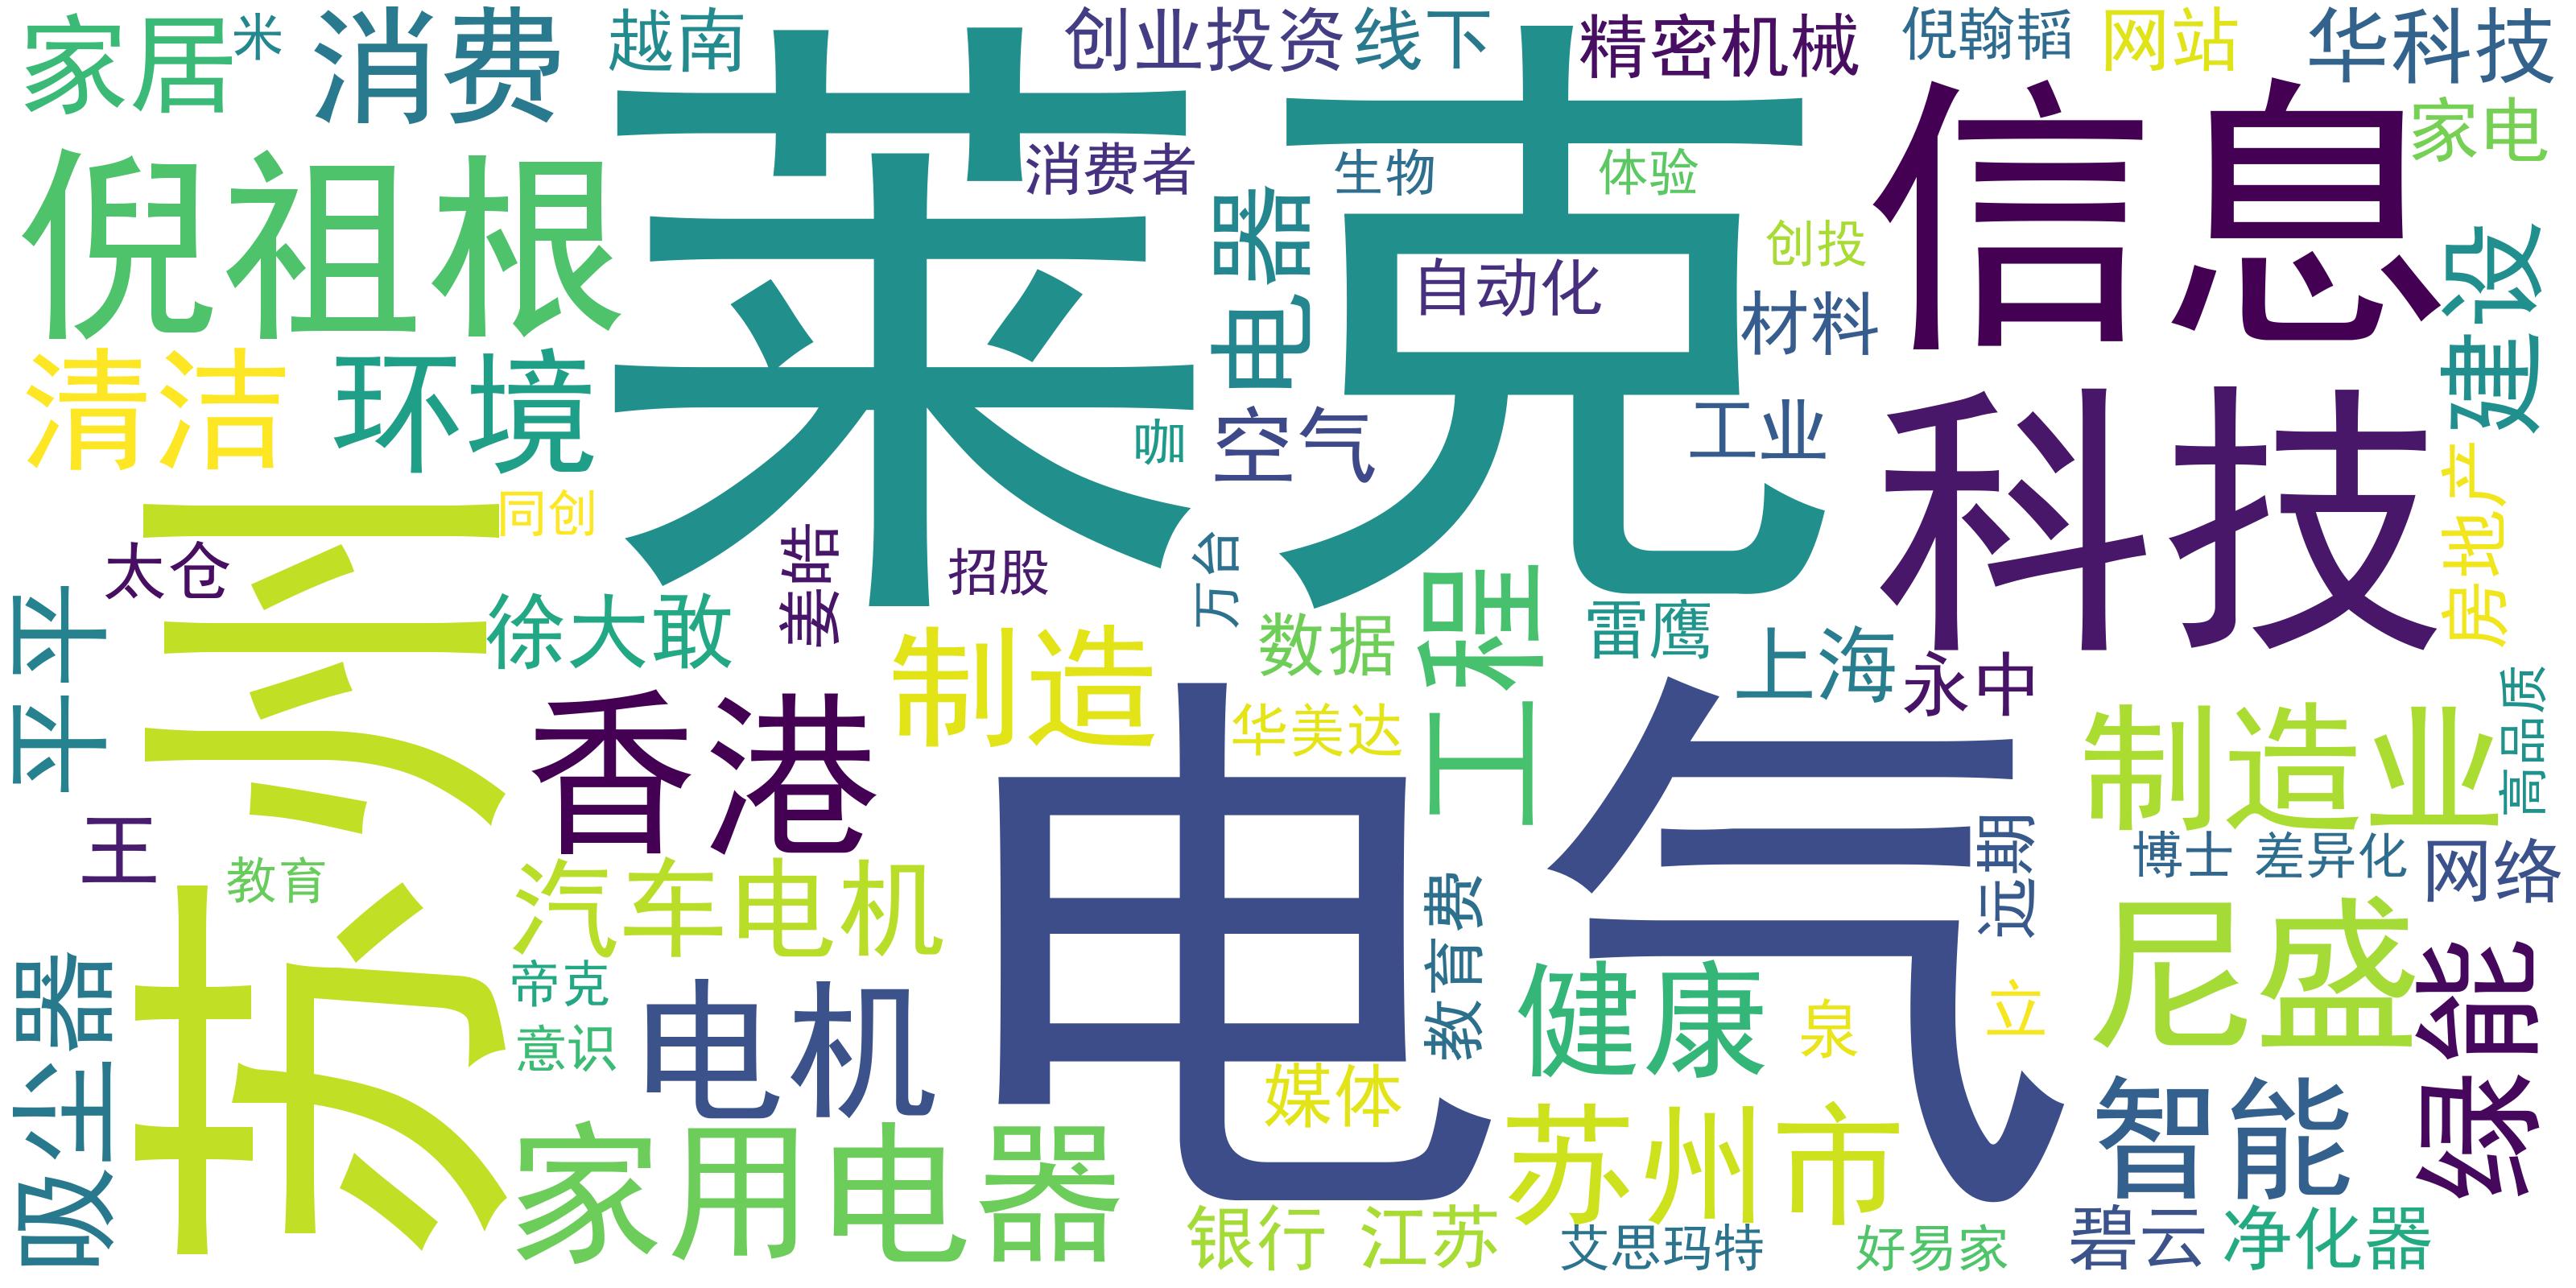 家居
米
消费
越南
创业投资
线下
精密机械
倪翰韬
网站
华科技
莱克
信息
家电
倪祖根
消费者
生物
体验
电器
创投
建设
自动化
材料
清洁
环境
科技
咖
空气
工业
房地产
同创
苏州
太仓
姜皓
招股
万台
工程
平平
徐大敢
制造
数据
雷鹰
上海
永中
高品质
香港
电气
华美达
制造业
王
教育
汽车电机
教育费
远期
博士
差异化
网络
尼盛
绿能
吸尘器
帝克
意识
电机
健康
泉
立
媒体
智能
家用电器
苏州市
银行
江苏
艾思玛特
好易家
碧云
净化器